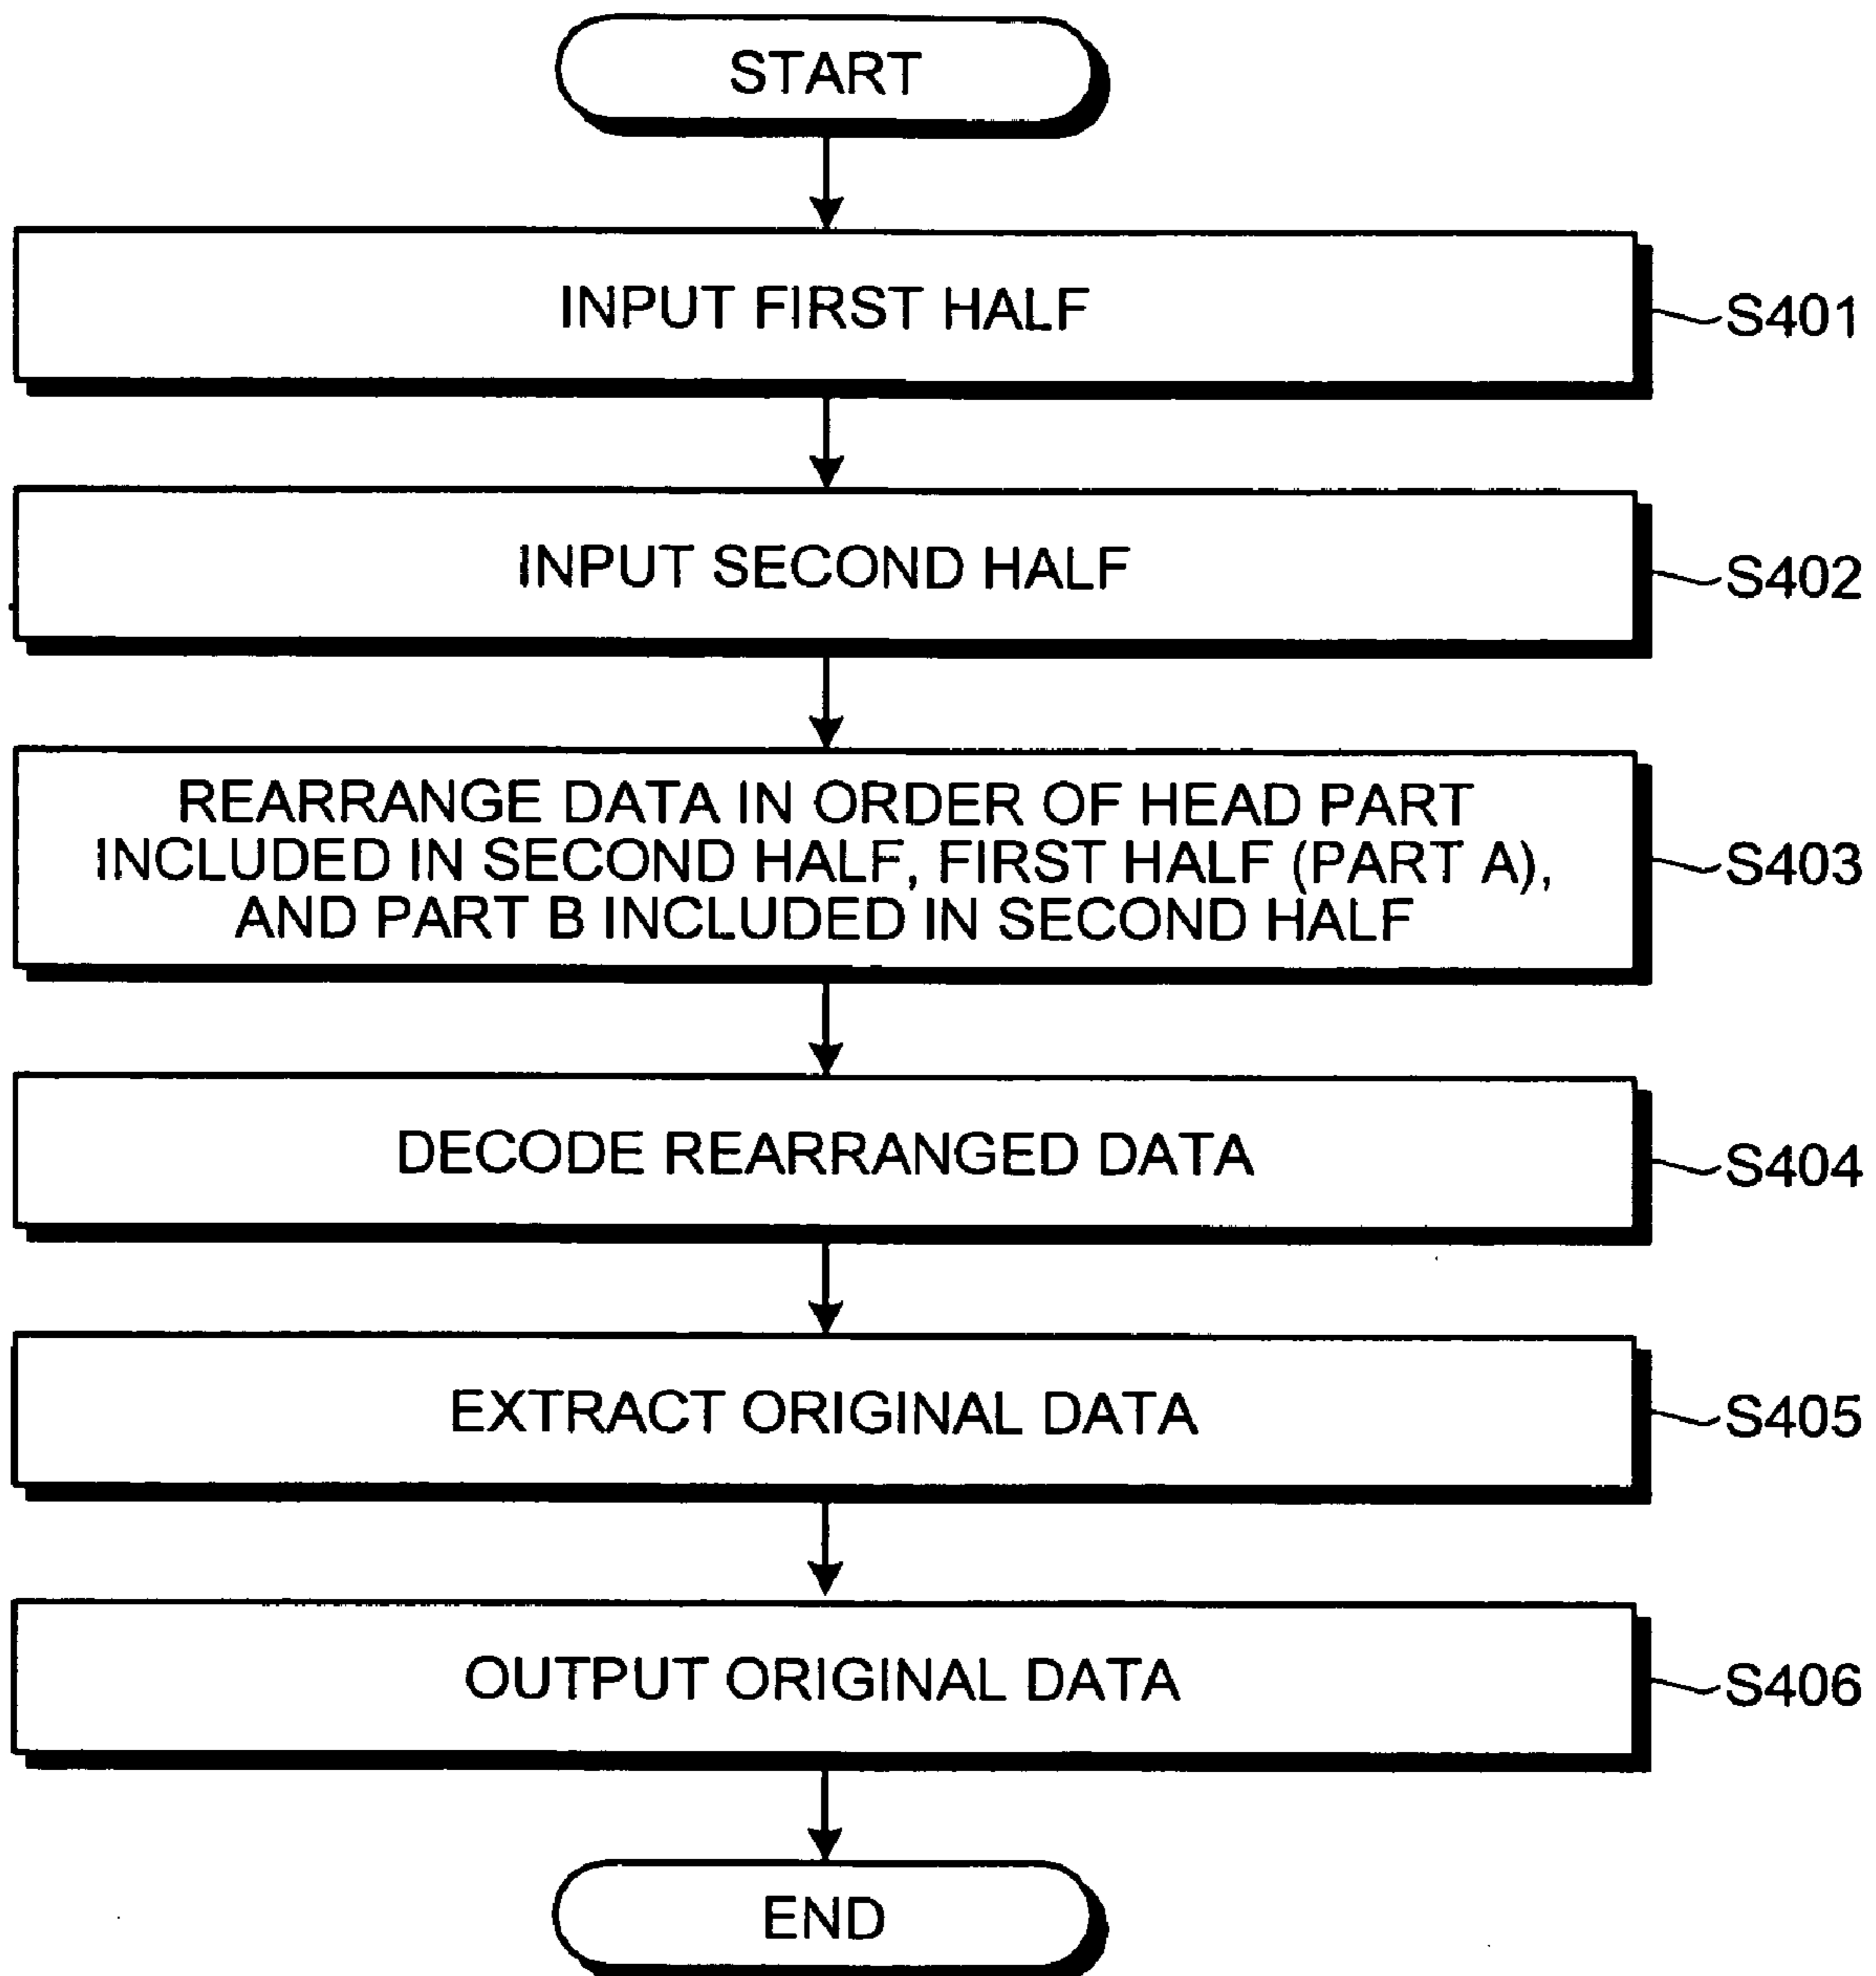 START
INPUT FIRST HALF
S401
INPUT SECOND HALF
S402
REARRANGE DATA IN ORDER OF HEAD PART
INCLUDED IN SECOND HALF, FIRST HALF (PART A),
AND PART B INCLUDED IN SECOND HALF
S403
DECODE REARRANGED DATA
S404
EXTRACT ORIGINAL DATA
S405
OUTPUT ORIGINAL DATA
S406
END